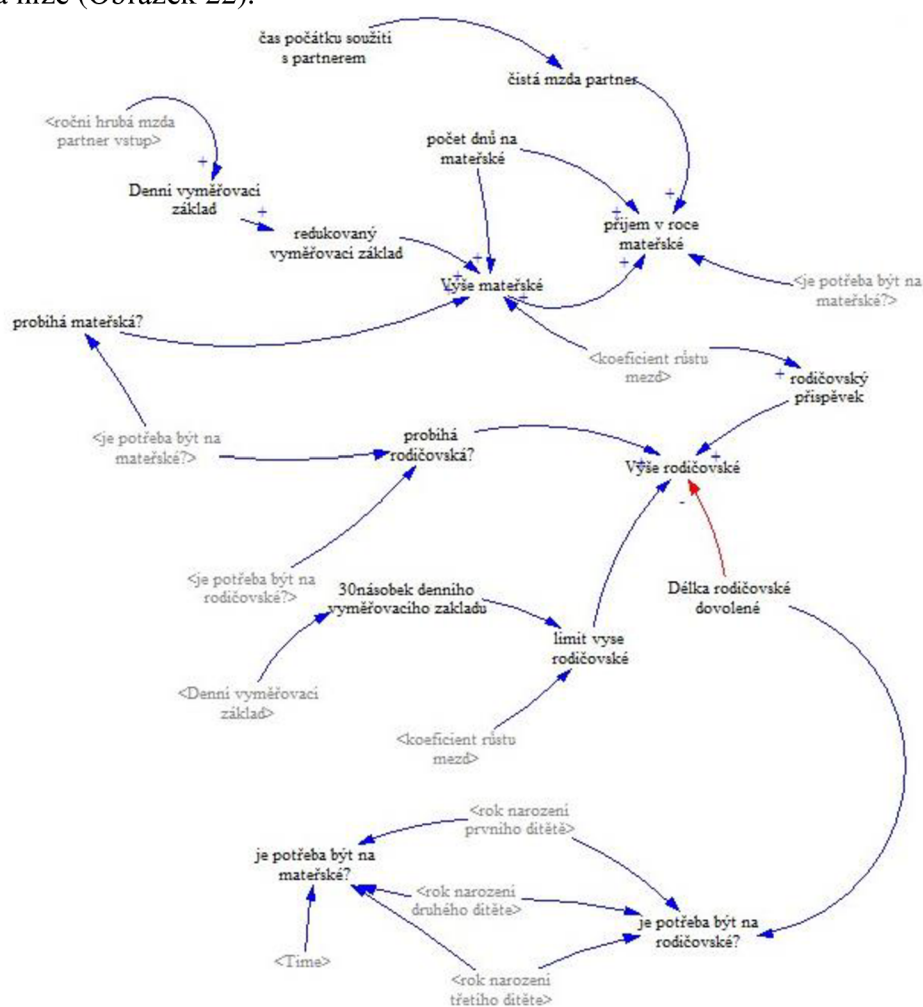 a níže (Obrázek 22).
čas počátku soužití
s partnerem
čistá mzda partner
<roční hrubá mzda
partner vstup>
počet dnů na
mateřské
+
Denní vyměřovací
základ
+
+
+
příjem v roce
mateřské
redukovaný
vyměřovací základ
+
+
+
Výše mateřské
+
<je potřeba být na
mateřské?>
probíhá mateřská?
<koeficient růstu
mezd>
+
rodičovský
příspěvek
<je potřeba být na
mateřské?>
probíhá
rodičovská?
+
+
Výše rodičovské
-
<je potřeba být na
rodičovské?>
30násobek denního
vyměřovacího zakladu
Délka rodičovské
dovolené
limit vyse
rodičovské
<Denní vyměřovací
základ>
<koeficient růstu
mezd>
<rok narození
prvního dítěte>
je potřeba být na
mateřské?
<rok narození
druhého dítěte>
je potřeba být na
rodičovské?
<Time>
<rok narození
třetího dítěte>